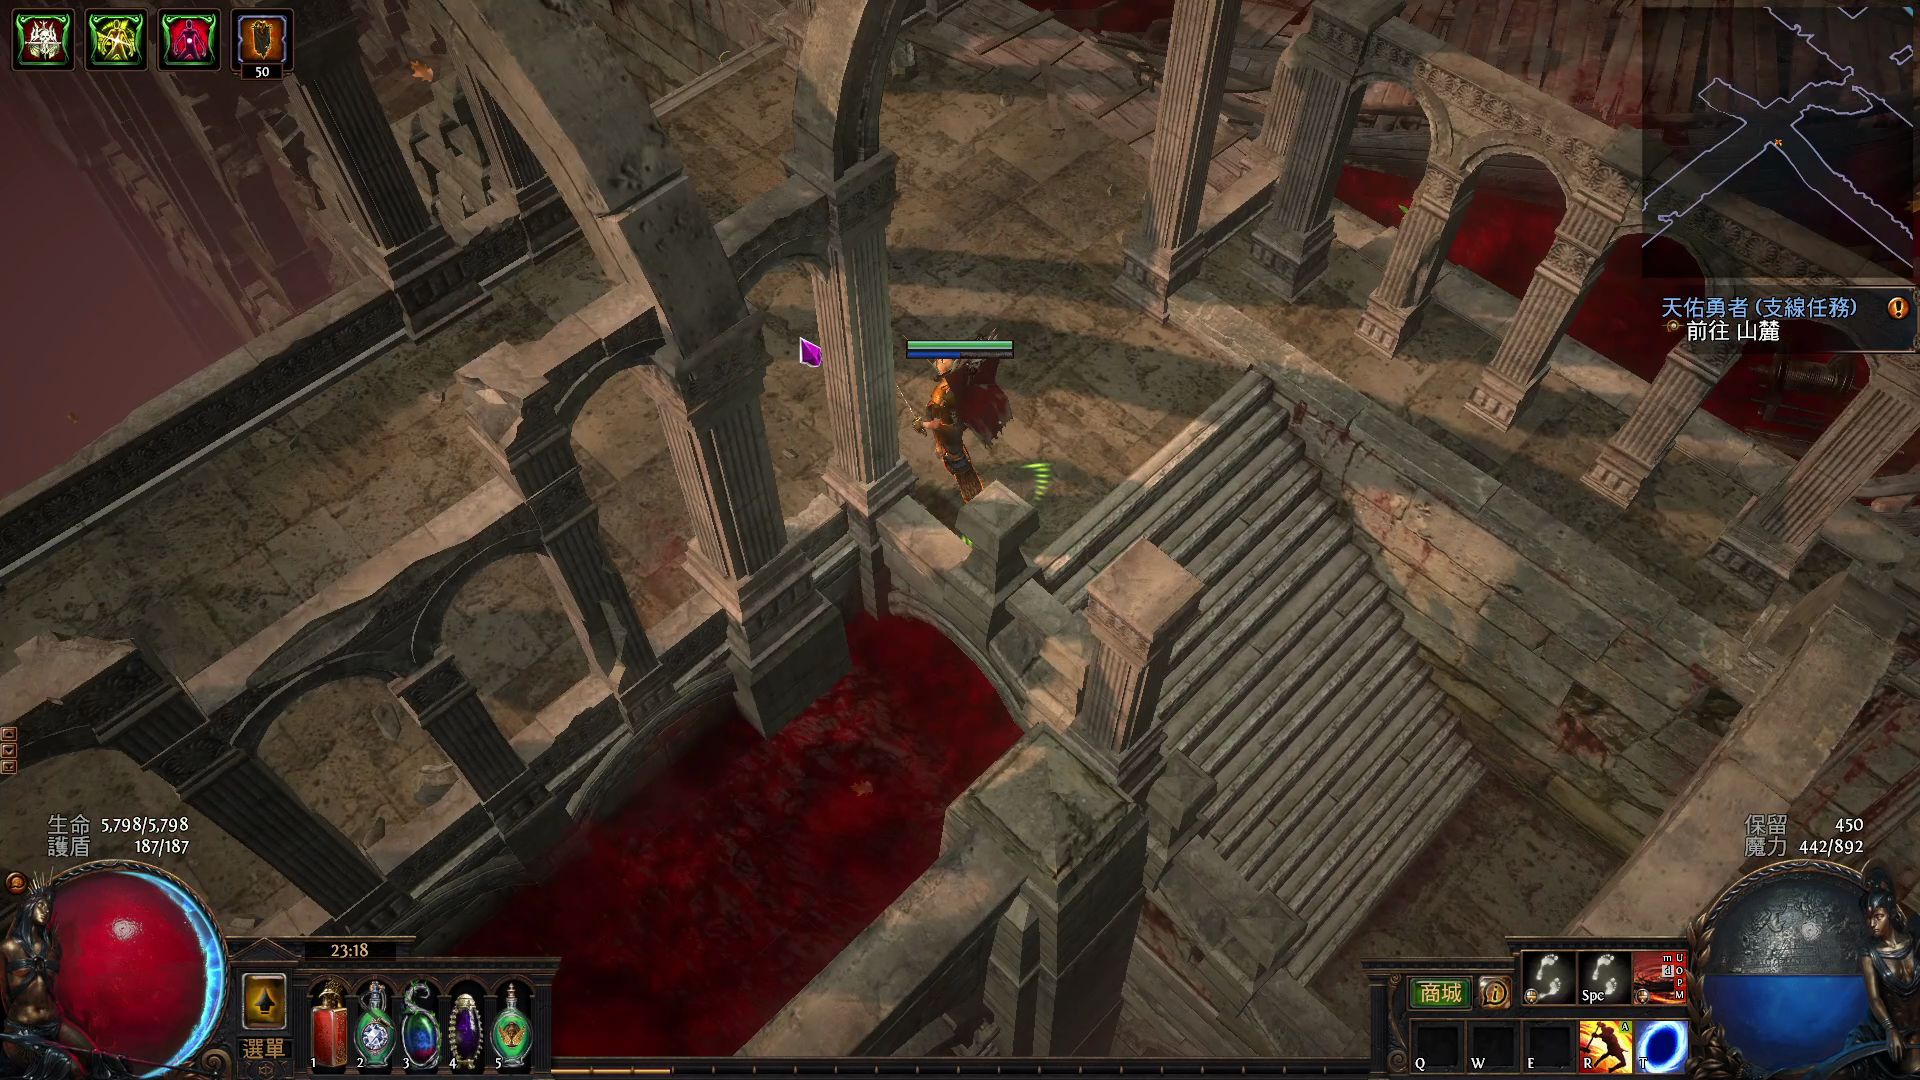 50
天佑勇者 (支線任務)
前往 山麓
生命 5,798/5,798
護盾 187/187
保留 450
魔力 442/892
23:18
選單
1 2 3 4 5
商城
Spc
m U
d O
P
M
Q W E R A T